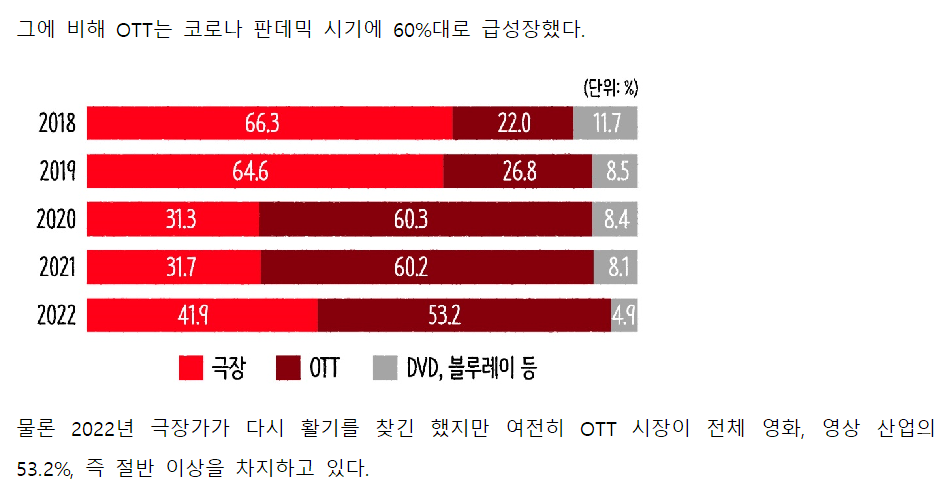 그에 비해 OTT는 코로나 판데믹 시기에 60%대로 급성장했다.
(단위: %)
2018 66.3 22.0 11.7
2019 64.6 26.8 8.5
2020 31.3 60.3 8.4
2021 31.7 60.2 8.1
2022 41.9 53.2 4.9
극장 OTT DVD, 블루레이 등
물론 2022년 극장가가 다시 활기를 찾긴 했지만 여전히 OTT 시장이 전체 영화, 영상 산업의
53.2%, 즉 절반 이상을 차지하고 있다.